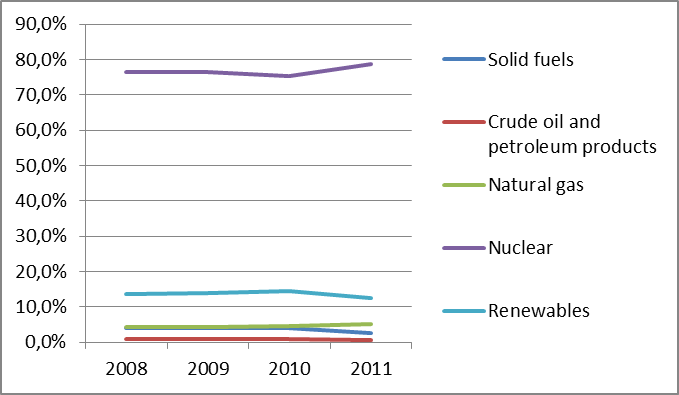 90,0%
80,0%
70,0%
60,0%
50,0%
40,0%
30,0%
20,0%
10,0%
0,0%
2008
2009
2010
2011
Solid fuels
Crude oil and
petroleum products
Natural gas
Nuclear
Renewables